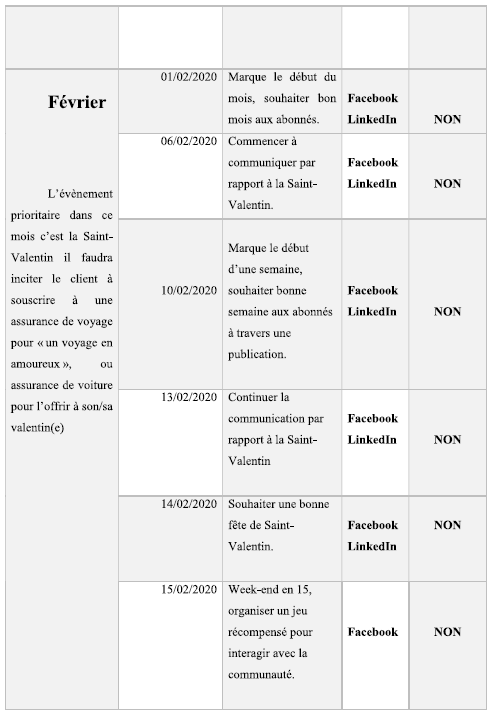 Février
L’évènement
prioritaire dans ce
mois c’est la Saint-
Valentin il faudra
inciter le client à
souscrire à une
assurance de voyage
pour « un voyage en
amoureux », ou
assurance de voiture
pour l’offrir à son/sa
valentin(e)
01/02/2020
Marque le début du
mois, souhaiter bon
mois aux abonnés.
Facebook
LinkedIn
NON
06/02/2020
Commencer à
communiquer par
rapport à la Saint-
Valentin.
Facebook
LinkedIn
NON
10/02/2020
Marque le début
d’une semaine,
souhaiter bonne
semaine aux abonnés
à travers une
publication.
Facebook
LinkedIn
NON
13/02/2020
Continuer la
communication par
rapport à la Saint-
Valentin
Facebook
LinkedIn
NON
14/02/2020
Souhaiter une bonne
fête de Saint-
Valentin.
Facebook
LinkedIn
NON
15/02/2020
Week-end en 15,
organiser un jeu
récompensé pour
interagir avec la
communauté.
Facebook
NON